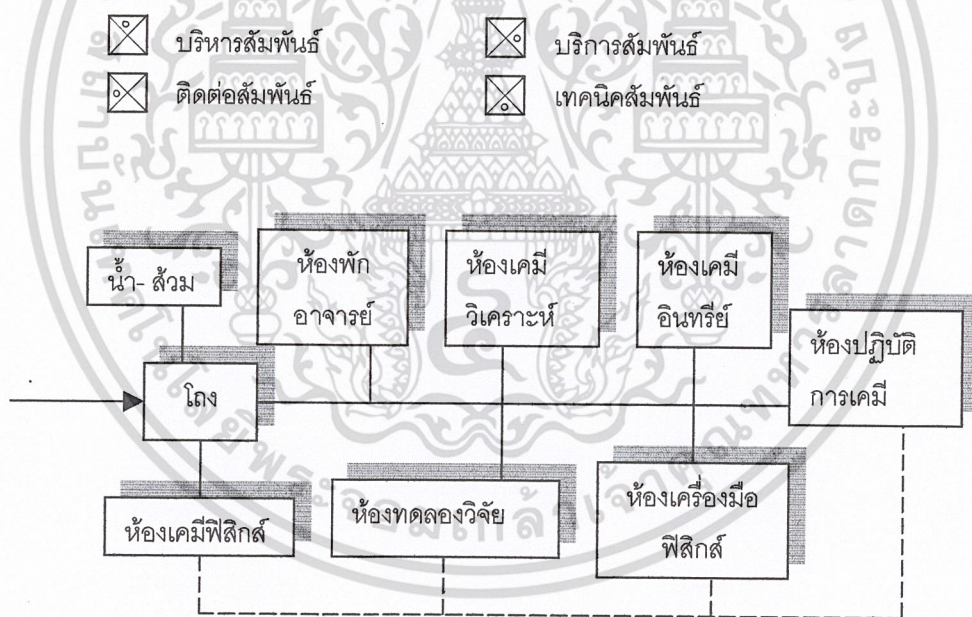 บริหารสัมพันธ์
บริการสัมพันธ์
ติดต่อสัมพันธ์
เทคนิคสัมพันธ์
น้ำ- ส้วม
ห้องพัก
อาจารย์
ห้องเคมี
วิเคราะห์
ห้องเคมี
อินทรีย์
ห้องปฏิบัติ
การเคมี
โถง
ห้องเคมีฟิสิกส์
ห้องทดลองวิจัย
ห้องเครื่องมือ
ฟิสิกส์